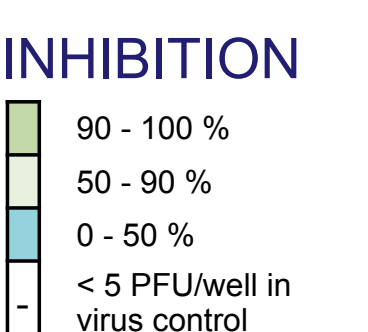 INHIBITION
90 - 100 %
50 - 90 %
0 - 50 %
- < 5 PFU/well in
virus control